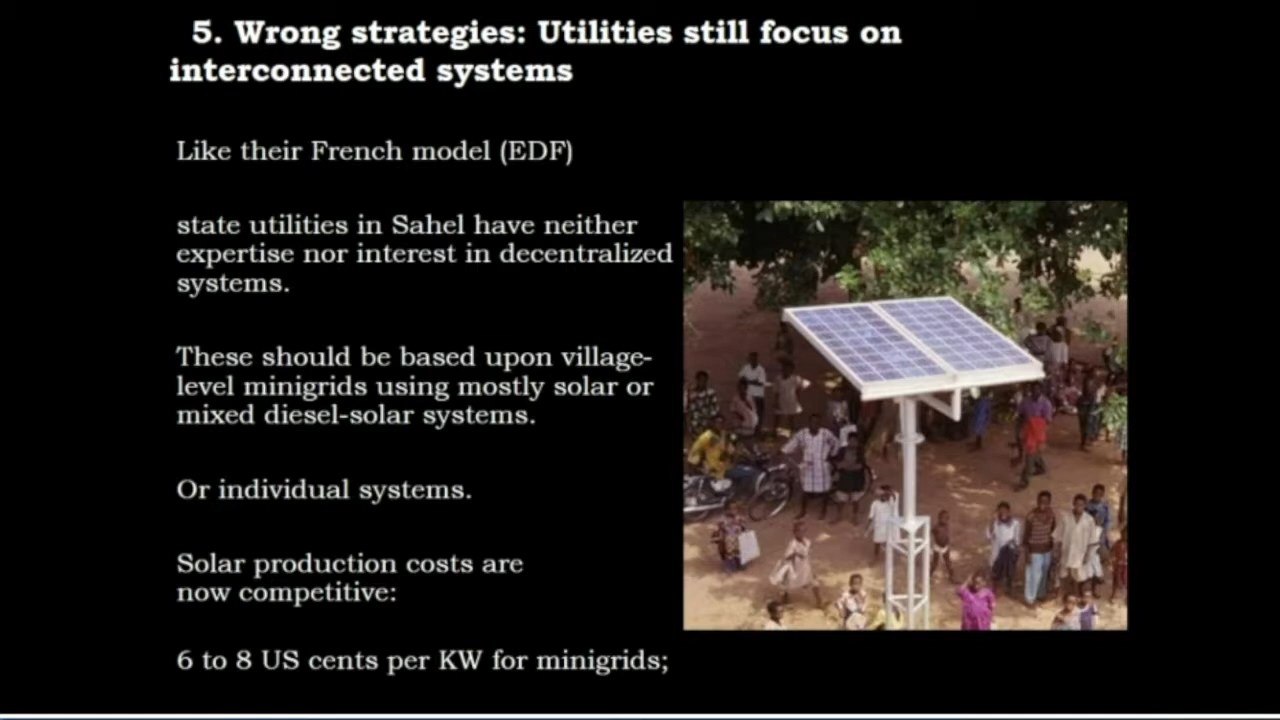 5. Wrong strategies: Utilities still focus on
interconnected systems
Like their French model (EDF)
state utilities in Sahel have neither
expertise nor interest in decentralized
systems.
These should be based upon village-
level minigrids using mostly solar or
mixed diesel-solar systems.
Or individual systems.
Solar production costs are
now competitive:
6 to 8 US cents per KW for minigrids;